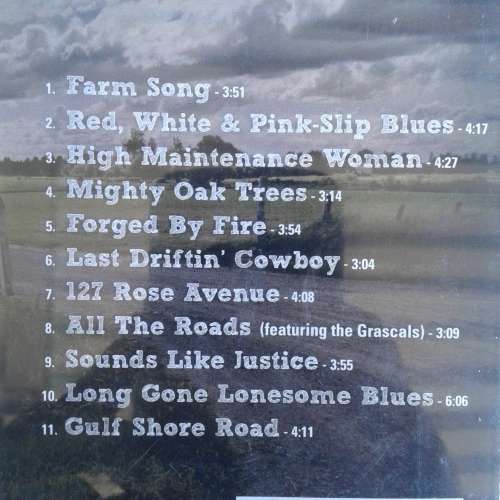 1. Farm Song - 3:51
2. Red, White & Pink-Slip Blues - 4:17
3. High Maintenance Woman - 4:27
4. Mighty Oak Trees - 3:14
5. Forged By Fire - 3:54
6. Last Driftin' Cowboy - 3:04
7. 127 Rose Avenue - 4:08
8. All The Roads (featuring the Grascals) - 3:09
9. Sounds Like Justice - 3:55
10. Long Gone Lonesome Blues - 6:06
11. Gulf Shore Road - 4:11